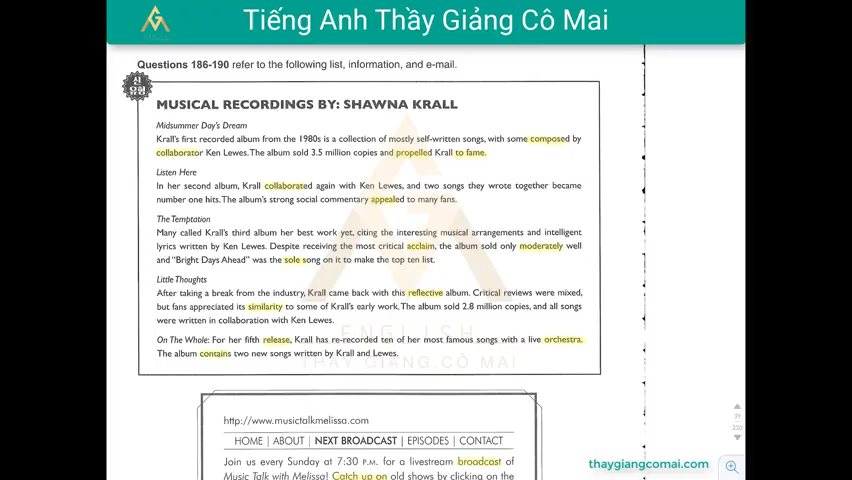 Tiếng Anh Thầy Giảng Cô Mai
Questions 186-190 refer to the following list, information, and e-mail.
MUSICAL RECORDINGS BY: SHAWNA KRALL
Midsummer Day's Dream
Krall's first recorded album from the 1980s is a collection of mostly self-written songs, with some composed by
collaborator Ken Lewes. The album sold 3.5 million copies and propelled Krall to fame.
Listen Here
In her second album, Krall collaborated again with Ken Lewes, and two songs they wrote together became
number one hits. The album's strong social commentary appealed to many fans.
The Temptation
Many called Krall's third album her best work yet, citing the interesting musical arrangements and intelligent
lyrics written by Ken Lewes. Despite receiving the most critical acclaim, the album sold only moderately well
and "Bright Days Ahead" was the sole song on it to make the top ten list.
Little Thoughts
After taking a break from the industry, Krall came back with this reflective album. Critical reviews were mixed,
but fans appreciated its similarity to some of Krall's early work. The album sold 2.8 million copies, and all songs
were written in collaboration with Ken Lewes.
On The Whole: For her fifth release, Krall has re-recorded ten of her most famous songs with a live orchestra.
The album contains two new songs written by Krall and Lewes.
ENGLISH
THẦY GIẢNG.CÔ MAI
http://www.musictalkmelissa.com
HOME | ABOUT | NEXT BROADCAST | EPISODES | CONTACT
Join us every Sunday at 7:30 P.M. for a livestream broadcast of
Music Talk with Melissa! Catch up on old shows by clicking on the
thaygiangcomai.com
39
220